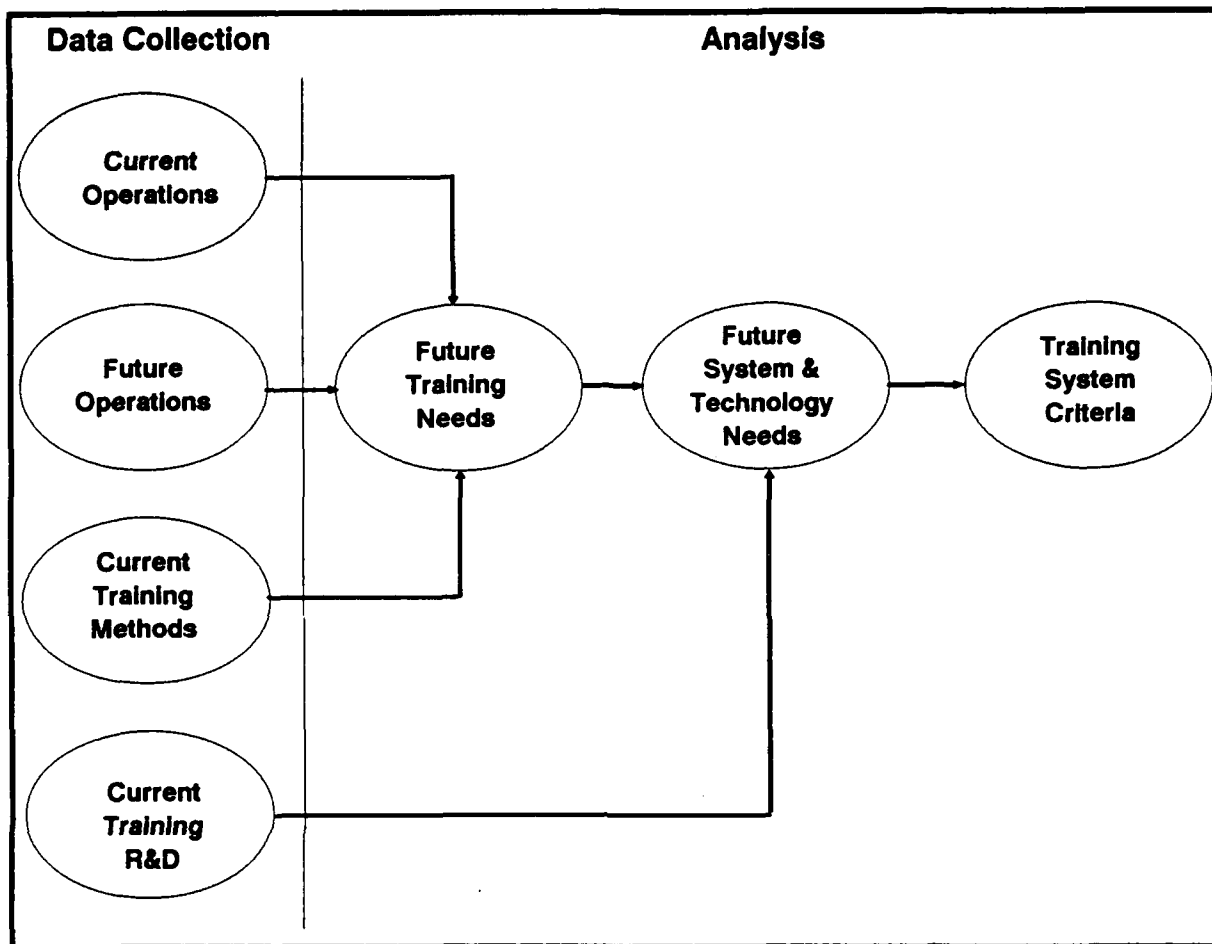 Data Collection
Analysis
Current
Operations
Future
Operations
Future
Training
Needs
Future
System &
Technology
Needs
Training
System
Criteria
Current
Training
Methods
Current
Training
R&D